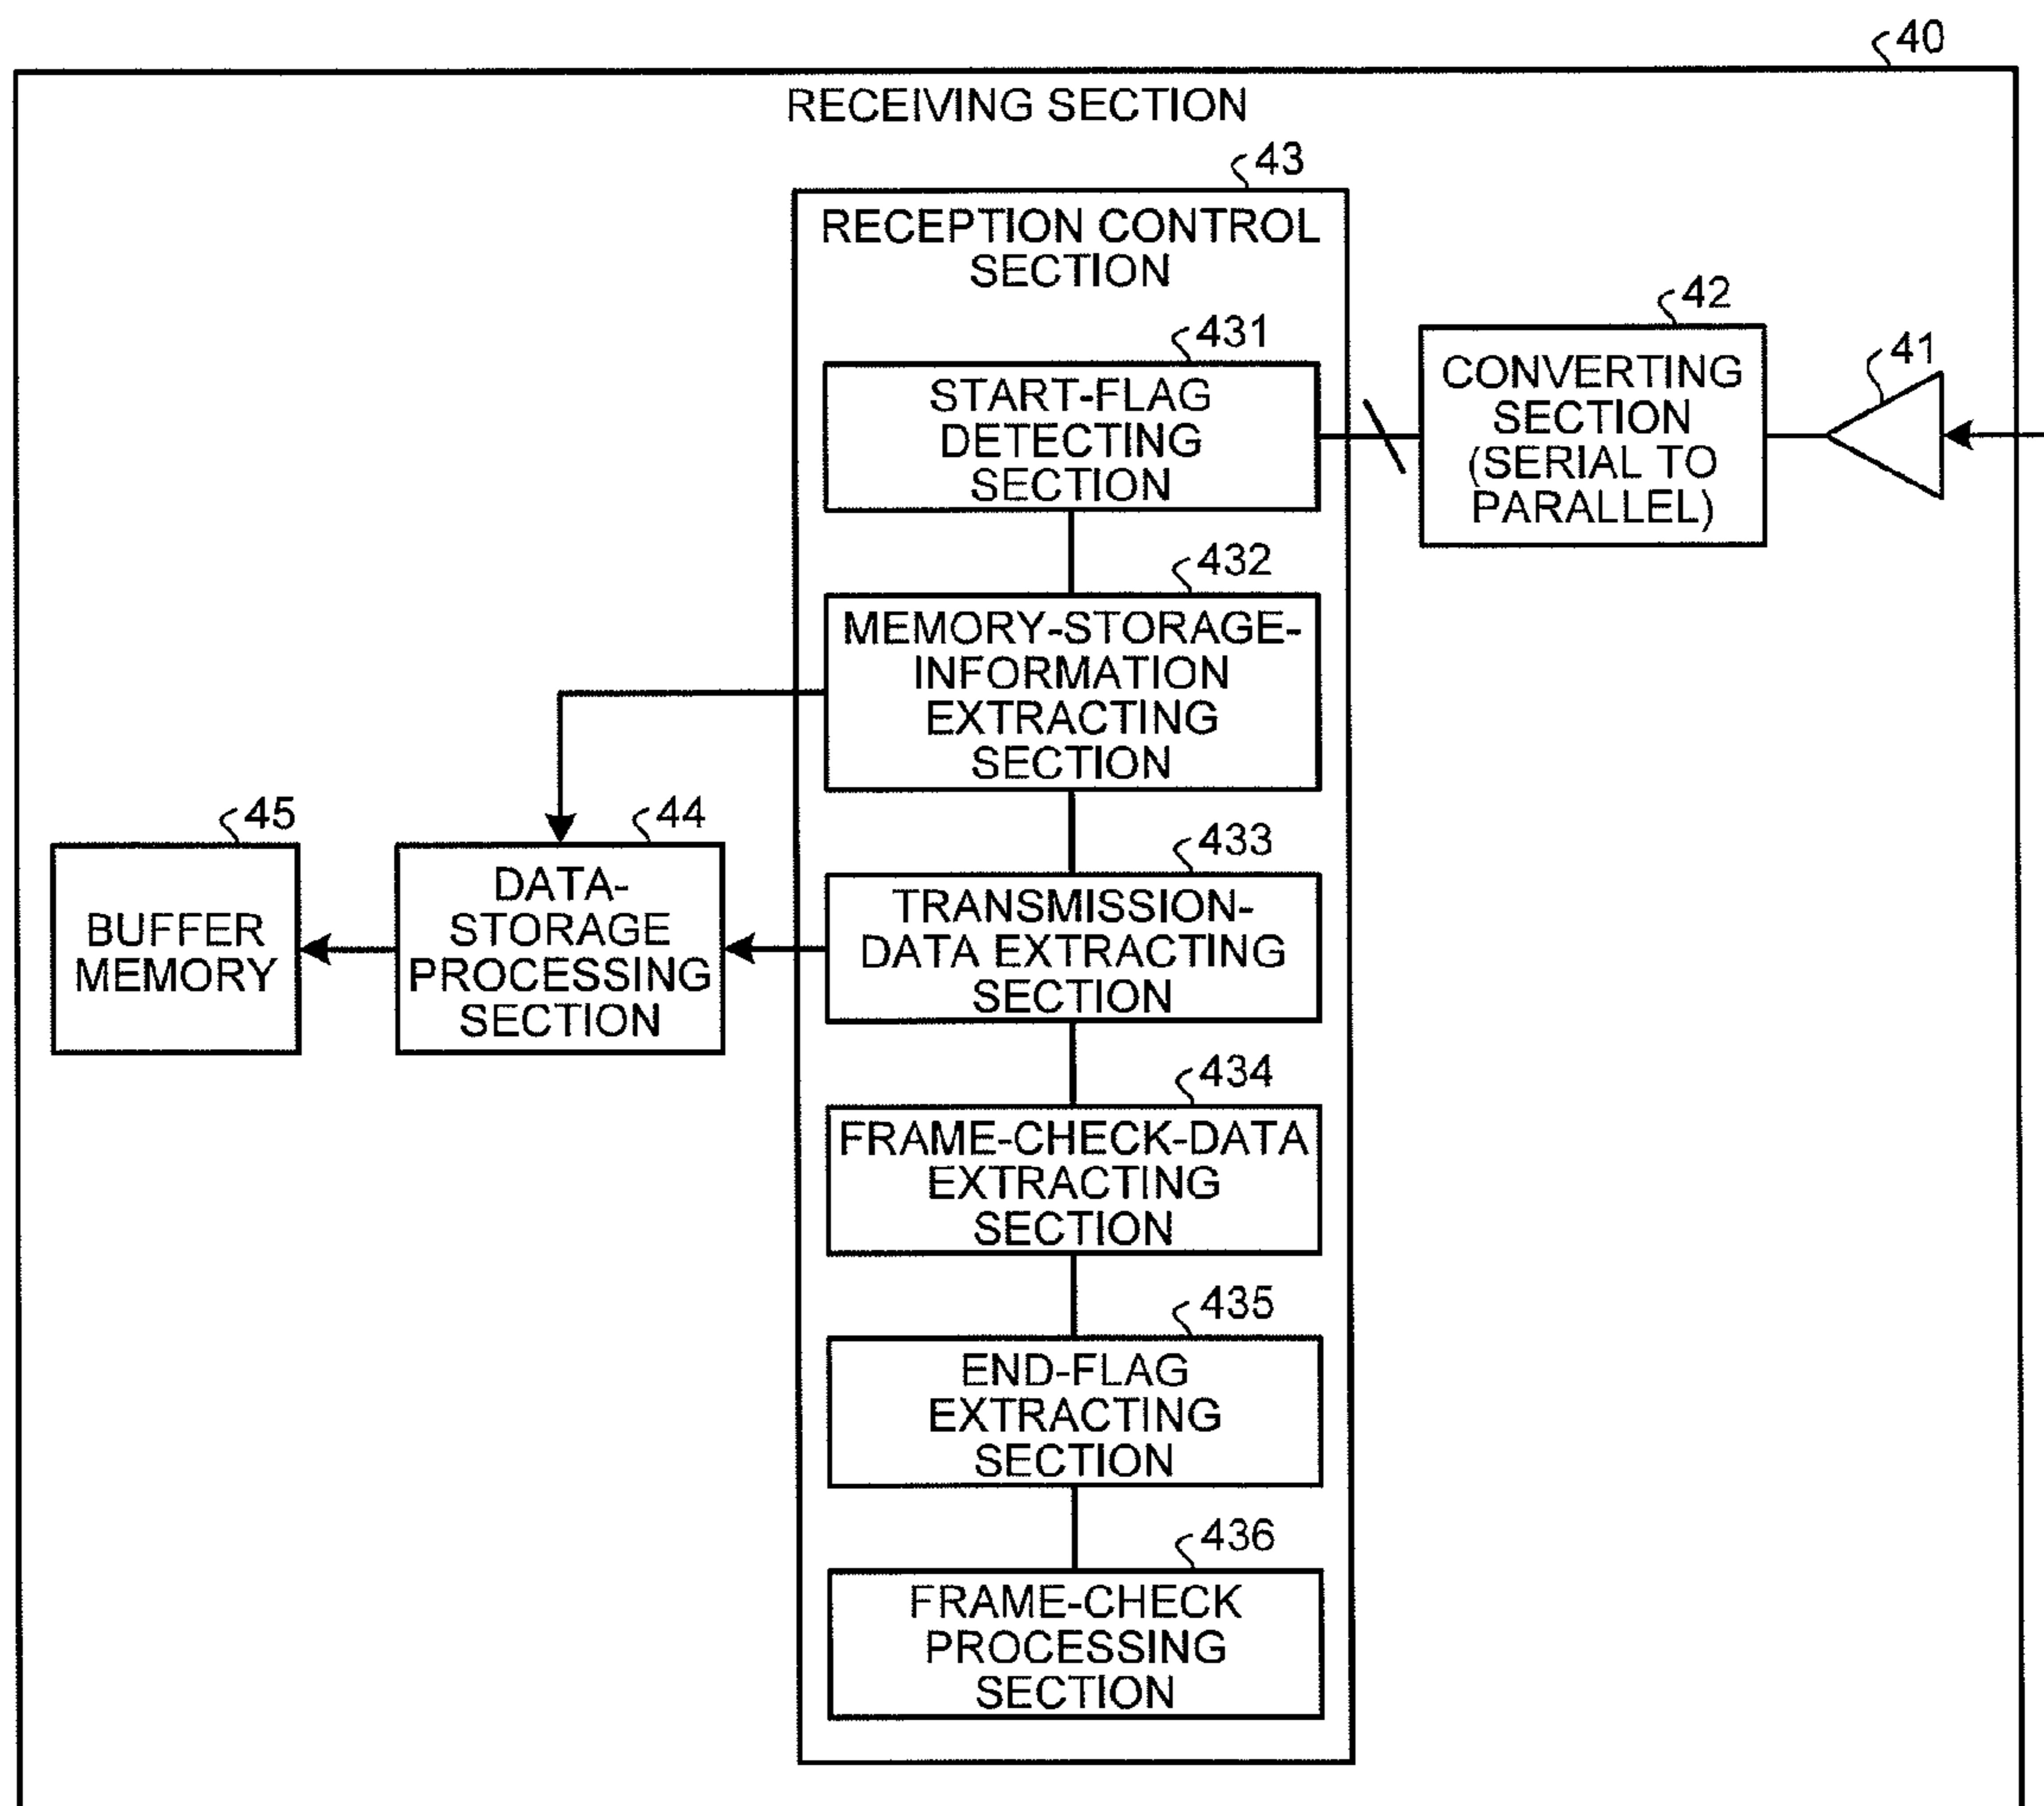 40
RECEIVING SECTION
43
RECEPTION CONTROL
SECTION
431
START-FLAG
DETECTING
SECTION
42
CONVERTING
SECTION
(SERIAL TO
PARALLEL)
41
432
MEMORY-STORAGE-
INFORMATION
EXTRACTING
SECTION
45
BUFFER
MEMORY
44
DATA-
STORAGE
PROCESSING
SECTION
433
TRANSMISSION-
DATA EXTRACTING
SECTION
434
FRAME-CHECK-DATA
EXTRACTING
SECTION
435
END-FLAG
EXTRACTING
SECTION
436
FRAME-CHECK
PROCESSING
SECTION